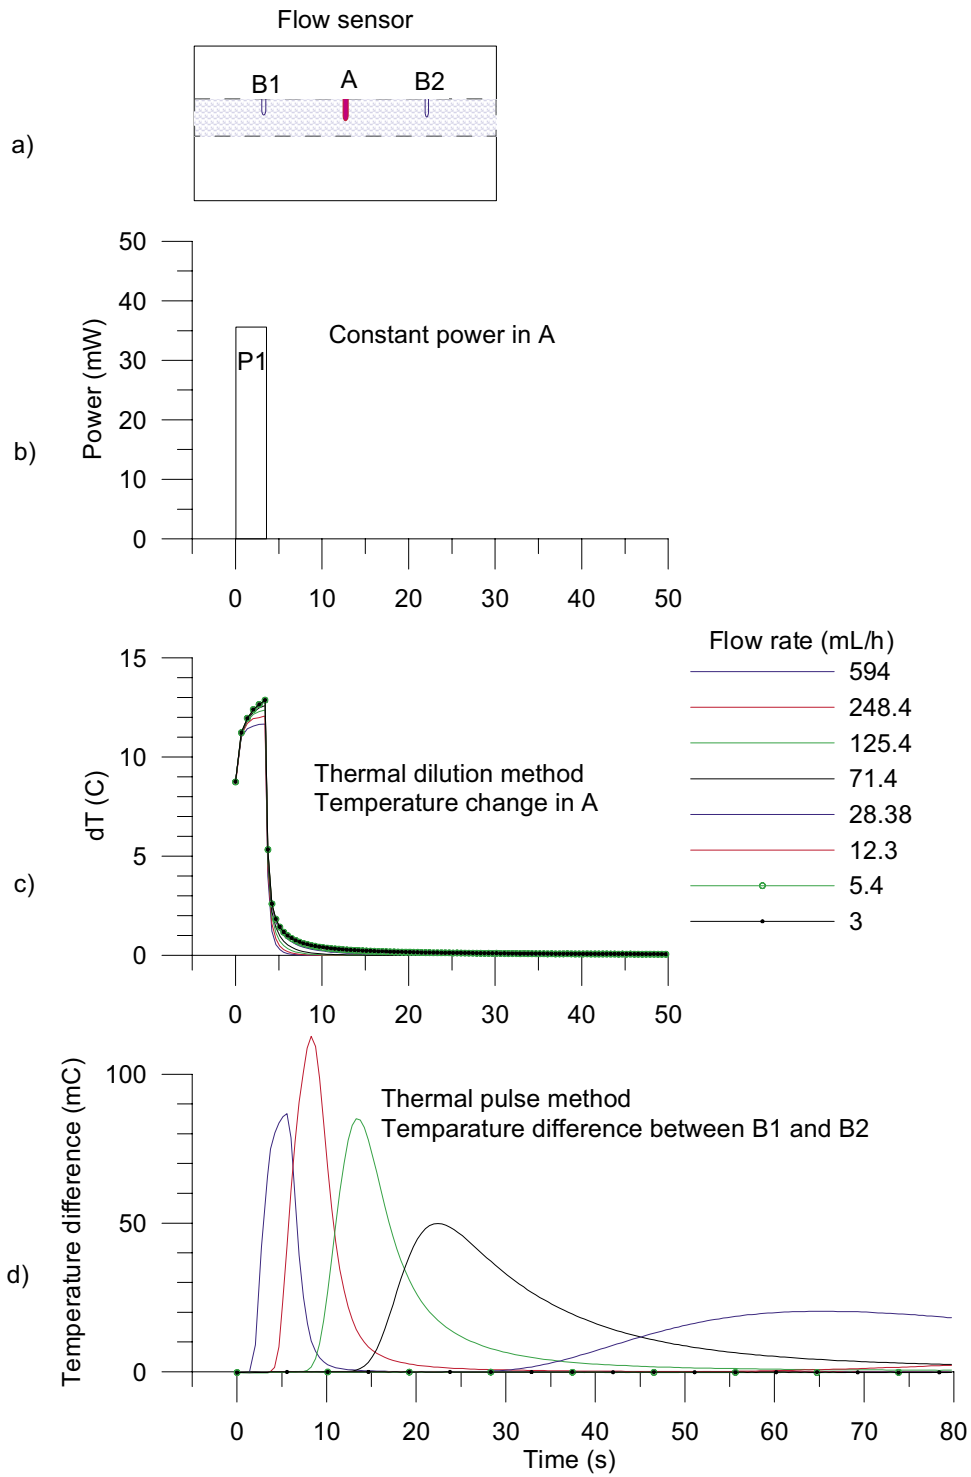 Flow sensor
B1
A
B2
a)
50
40
30
20
10
0
Power (mW)
P1
Constant power in A
b)
0
10
20
30
40
50
15
10
5
0
dT (C)
Thermal dilution method
Temperature change in A
c)
0
10
20
30
40
50
Flow rate (mL/h)
594
248.4
125.4
71.4
28.38
12.3
5.4
3
100
50
0
Temperature difference (mC)
Thermal pulse method
Temparature difference between B1 and B2
d)
0
10
20
30
40
50
60
70
80
Time (s)